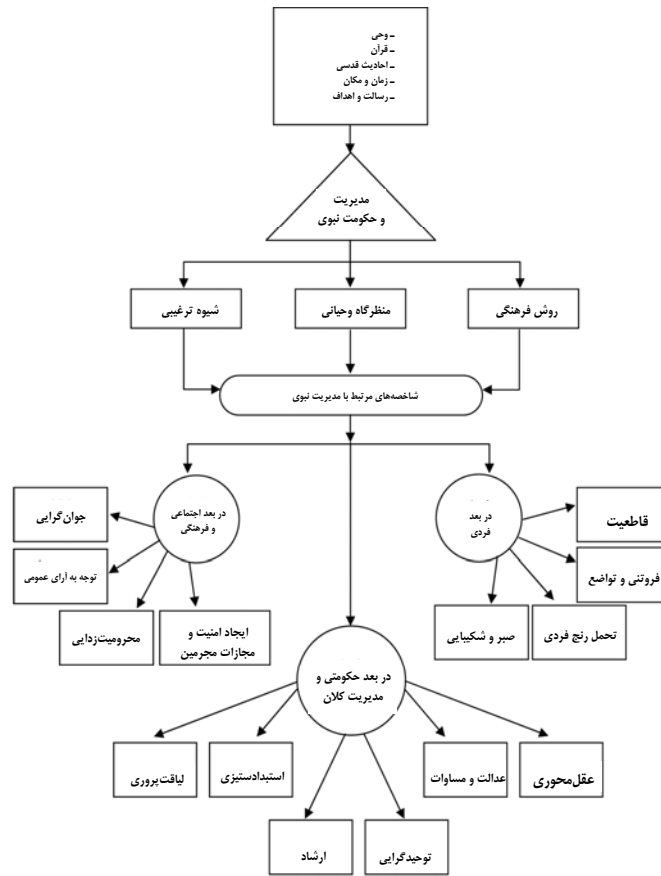 ـ وحی
ـ قرآن
ـ احادیث قدسی
ـ زمان و مکان
ـ رسالت و اهداف
مدیریت
و حکومت نبوی
روش فرهنگی
منظرگاه وحیانی
شیوه ترغیبی
شاخصه‌های مرتبط با مدیریت نبوی
در بعد
فردی
قاطعیت
فروتنی و تواضع
تحمل رنج فردی
صبر و شکیبایی
در بعد اجتماعی
و فرهنگی
جوان‌گرایی
توجه به آرای عمومی
محرومیت‌زدایی
ایجاد امنیت و
مجازات مجرمین
در بعد حکومتی و
مدیریت کلان
عقل‌محوری
عدالت و مساوات
توحیدگرایی
ارشاد
استبدادستیزی
لیاقت‌پروری